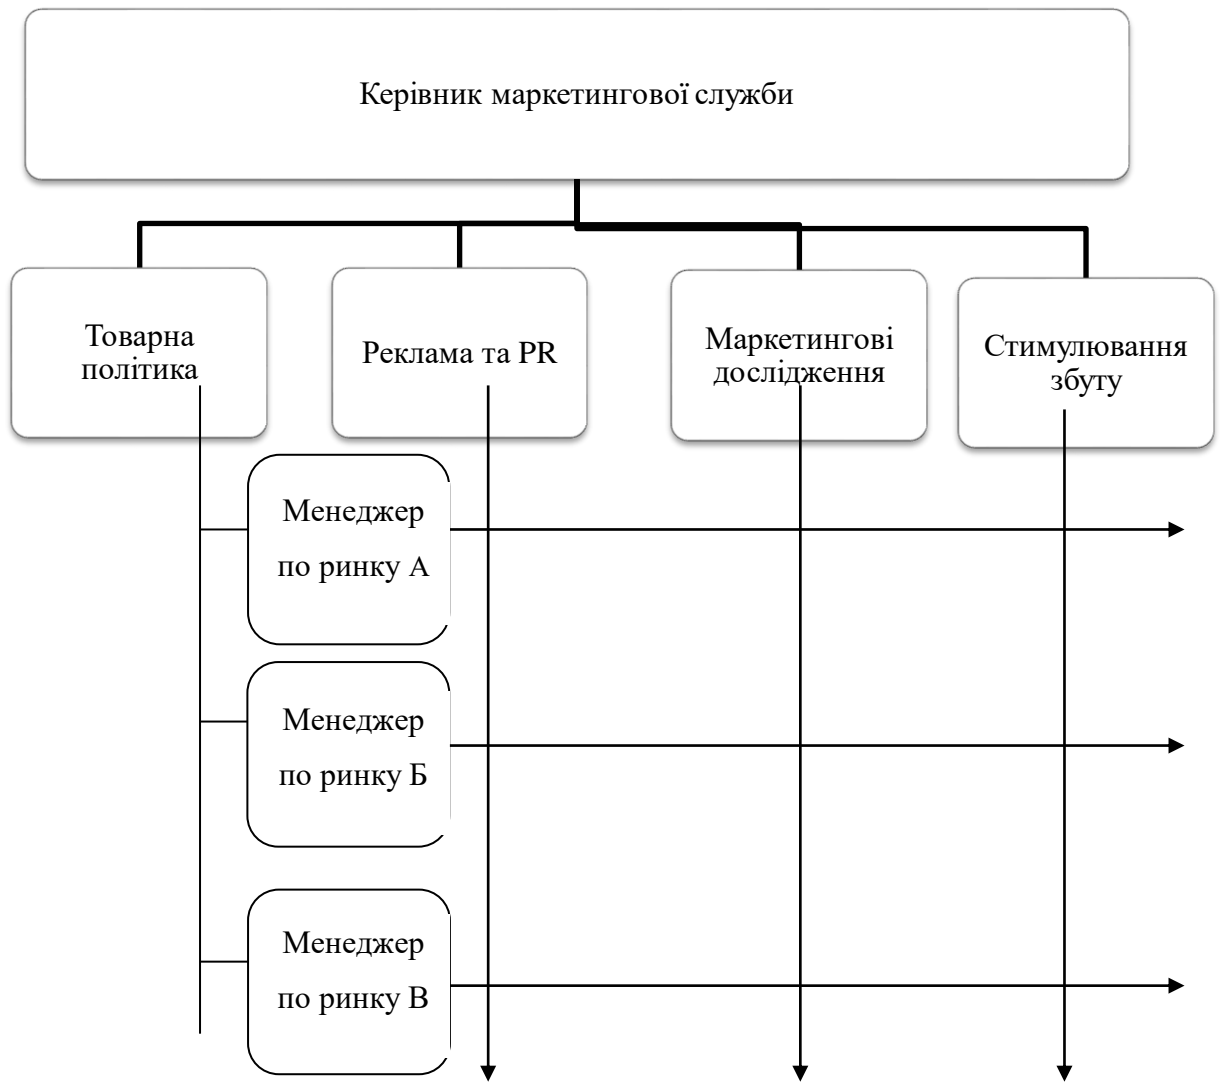 Керівник маркетингової служби
Товарна
політика
Реклама та PR
Маркетингові
дослідження
Стимулювання
збуту
Менеджер
по ринку А
Менеджер
по ринку Б
Менеджер
по ринку В